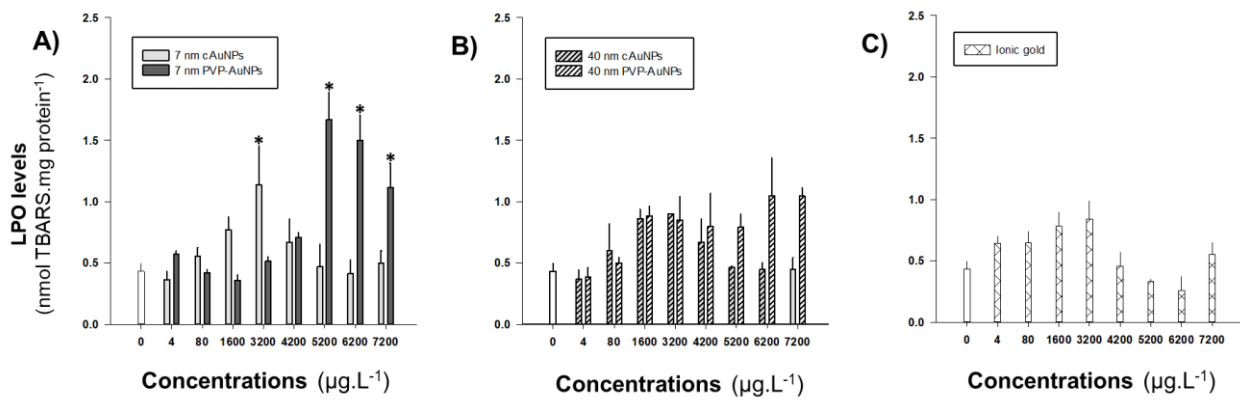 A)
7 nm cAuNPs
7 nm PVP-AuNPs
LPO levels
(nmol TBARS.mg protein⁻¹)
2.5
2.0
1.5
1.0
0.5
0.0
*
*
*
*
0 4 80 1600 3200 4200 5200 6200 7200
Concentrations (µg.L⁻¹)
B)
40 nm cAuNPs
40 nm PVP-AuNPs
2.5
2.0
1.5
1.0
0.5
0.0
0 4 80 1600 3200 4200 5200 6200 7200
Concentrations (µg.L⁻¹)
C)
Ionic gold
2.5
2.0
1.5
1.0
0.5
0.0
0 4 80 1600 3200 4200 5200 6200 7200
Concentrations (µg.L⁻¹)